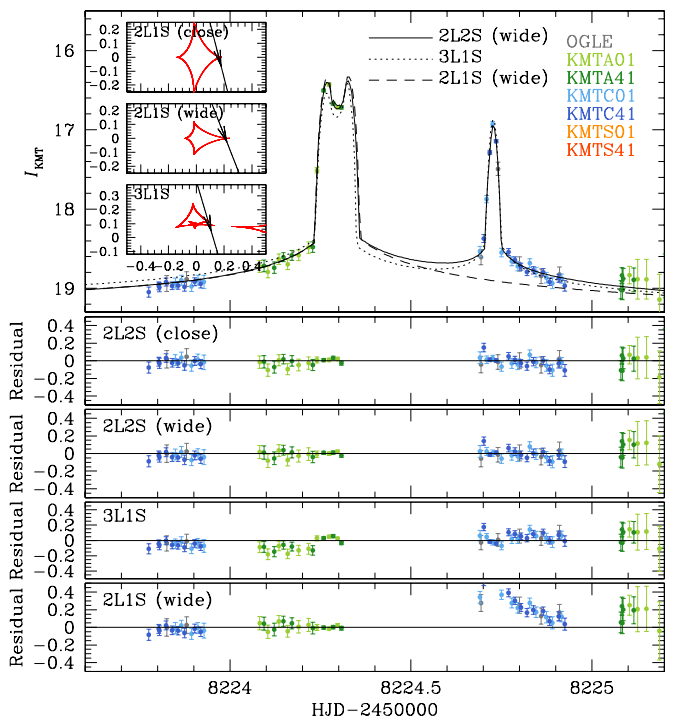 2L2S (wide)
3L1S
2L1S (wide)
OGLE
KMTA01
KMTA41
KMTC01
KMTC41
KMTS01
KMTS41
16
17
18
19
I_KMT
2L1S (close)
0.2
0.1
0
−0.1
−0.2
2L1S (wide)
0.2
0.1
0
−0.1
−0.2
3L1S
0.3
0.2
0.1
0
−0.1
−0.4
−0.2
0
0.2
0.4
2L2S (close)
0.4
0.2
0
−0.2
−0.4
Residual
2L2S (wide)
0.4
0.2
0
−0.2
−0.4
Residual
3L1S
0.4
0.2
0
−0.2
−0.4
Residual
2L1S (wide)
0.4
0.2
0
−0.2
−0.4
Residual
8224
8224.5
8225
HJD−2450000